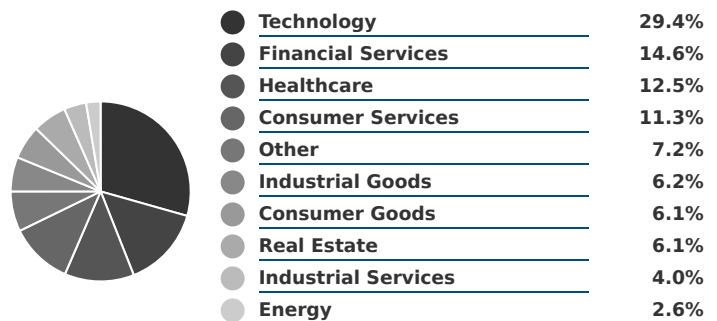 Technology 29.4%
Financial Services 14.6%
Healthcare 12.5%
Consumer Services 11.3%
Other 7.2%
Industrial Goods 6.2%
Consumer Goods 6.1%
Real Estate 6.1%
Industrial Services 4.0%
Energy 2.6%